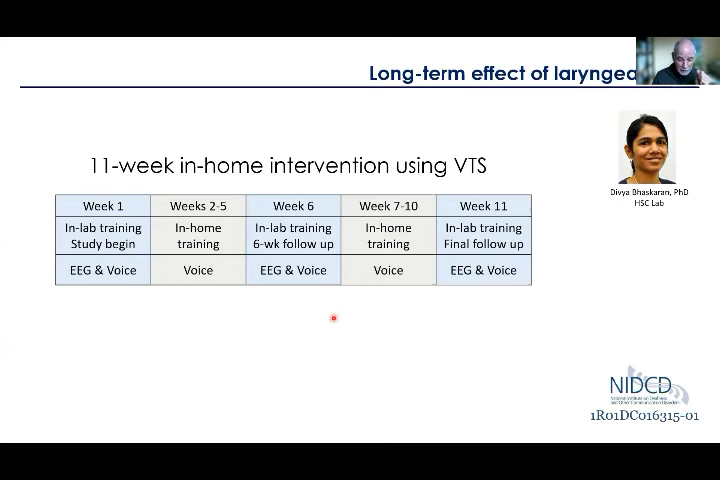 Long-term effect of larynge
11-week in-home intervention using VTS
Week 1 Weeks 2-5 Week 6 Week 7-10 Week 11
In-lab training In-home In-lab training In-home In-lab training
Study begin training 6-wk follow up training Final follow up
EEG & Voice Voice EEG & Voice Voice EEG & Voice
Divya Bhaskaran, PhD
HSC Lab
NIDCD
National Institute on Deafness
and Other Communication Disorders
1R01DC016315-01